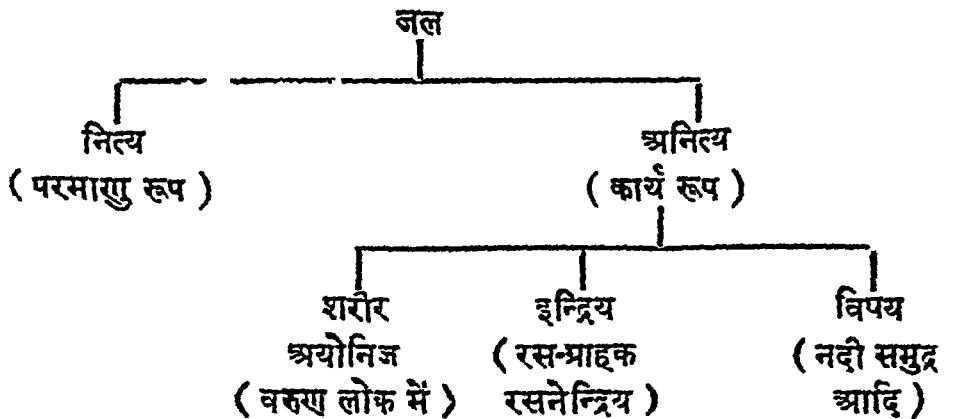 जल
नित्य अनित्य
( परमाणु रूप ) ( कार्य रूप )
शरीर इन्द्रिय विषय
अयोनिज ( रस-ग्राहक ( नदी समुद्र
( वरुण लोक में ) रसनेन्द्रिय ) आदि )